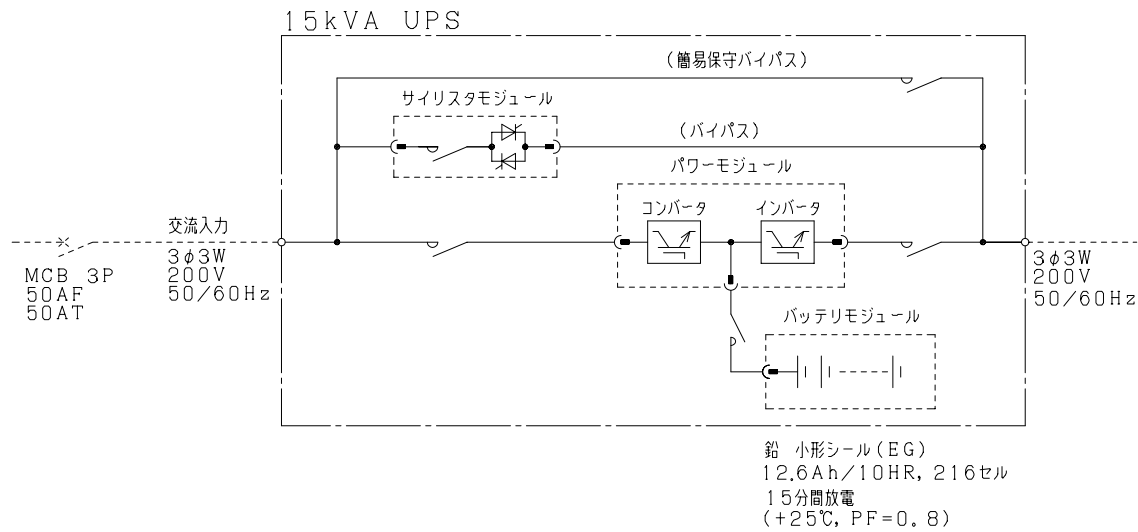 15kVA UPS
(簡易保守バイパス)
サイリスタモジュール
(バイパス)
パワーモジュール
コンバータ
インバータ
交流入力
3φ3W
200V
50/60Hz
MCB 3P
50AF
50AT
3φ3W
200V
50/60Hz
バッテリモジュール
鉛 小形シール(EG)
12.6Ah/10HR, 216セル
15分間放電
(+25℃, PF=0.8)